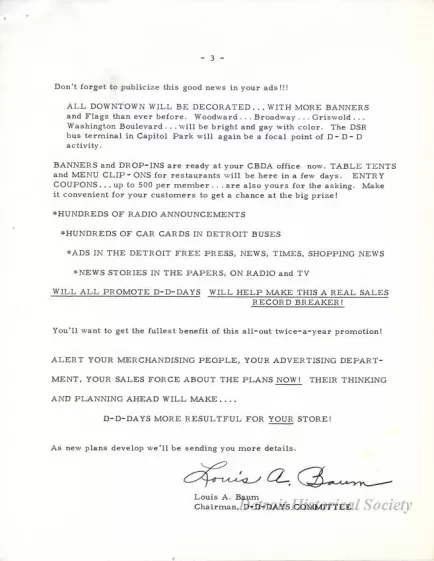 - 3 -
Don't forget to publicize this good news in your ads!!!
ALL DOWNTOWN WILL BE DECORATED... WITH MORE BANNERS
and Flags than ever before. Woodward... Broadway... Griswold...
Washington Boulevard... will be bright and gay with color. The DSR
bus terminal in Capitol Park will again be a focal point of D-D-D
activity.
BANNERS and DROP-INS are ready at your CBDA office now. TABLE TENTS
and MENU CLIP-ONS for restaurants will be here in a few days. ENTRY
COUPONS... up to 500 per member... are also yours for the asking. Make
it convenient for your customers to get a chance at the big prize!
*HUNDREDS OF RADIO ANNOUNCEMENTS
*HUNDREDS OF CAR CARDS IN DETROIT BUSES
*ADS IN THE DETROIT FREE PRESS, NEWS, TIMES, SHOPPING NEWS
*NEWS STORIES IN THE PAPERS, ON RADIO and TV
WILL ALL PROMOTE D-D-DAYS WILL HELP MAKE THIS A REAL SALES
RECORD BREAKER!
You'll want to get the fullest benefit of this all-out twice-a-year promotion!
ALERT YOUR MERCHANDISING PEOPLE, YOUR ADVERTISING DEPART-
MENT, YOUR SALES FORCE ABOUT THE PLANS NOW! THEIR THINKING
AND PLANNING AHEAD WILL MAKE....
D-D-DAYS MORE RESULTFUL FOR YOUR STORE!
As new plans develop we'll be sending you more details.
Louis A. Baum
Louis A. Baum
Chairman, D-D-DAYS COMMITTEE
Detroit Historical Society